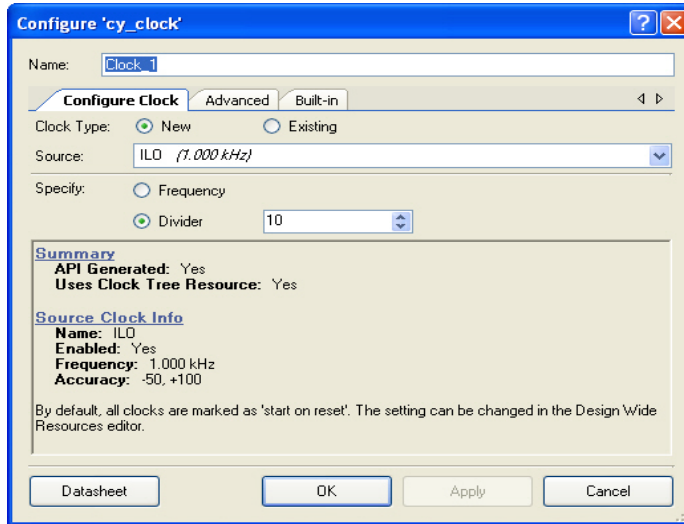 Configure 'cy_clock'
Name: Clock_1
Configure Clock Advanced Built-in
Clock Type: New Existing
Source: ILO (1.000 kHz)
Specify: Frequency
Divider 10
Summary
API Generated: Yes
Uses Clock Tree Resource: Yes
Source Clock Info
Name: ILO
Enabled: Yes
Frequency: 1.000 kHz
Accuracy: -50, +100
By default, all clocks are marked as 'start on reset'. The setting can be changed in the Design Wide
Resources editor.
Datasheet OK Apply Cancel